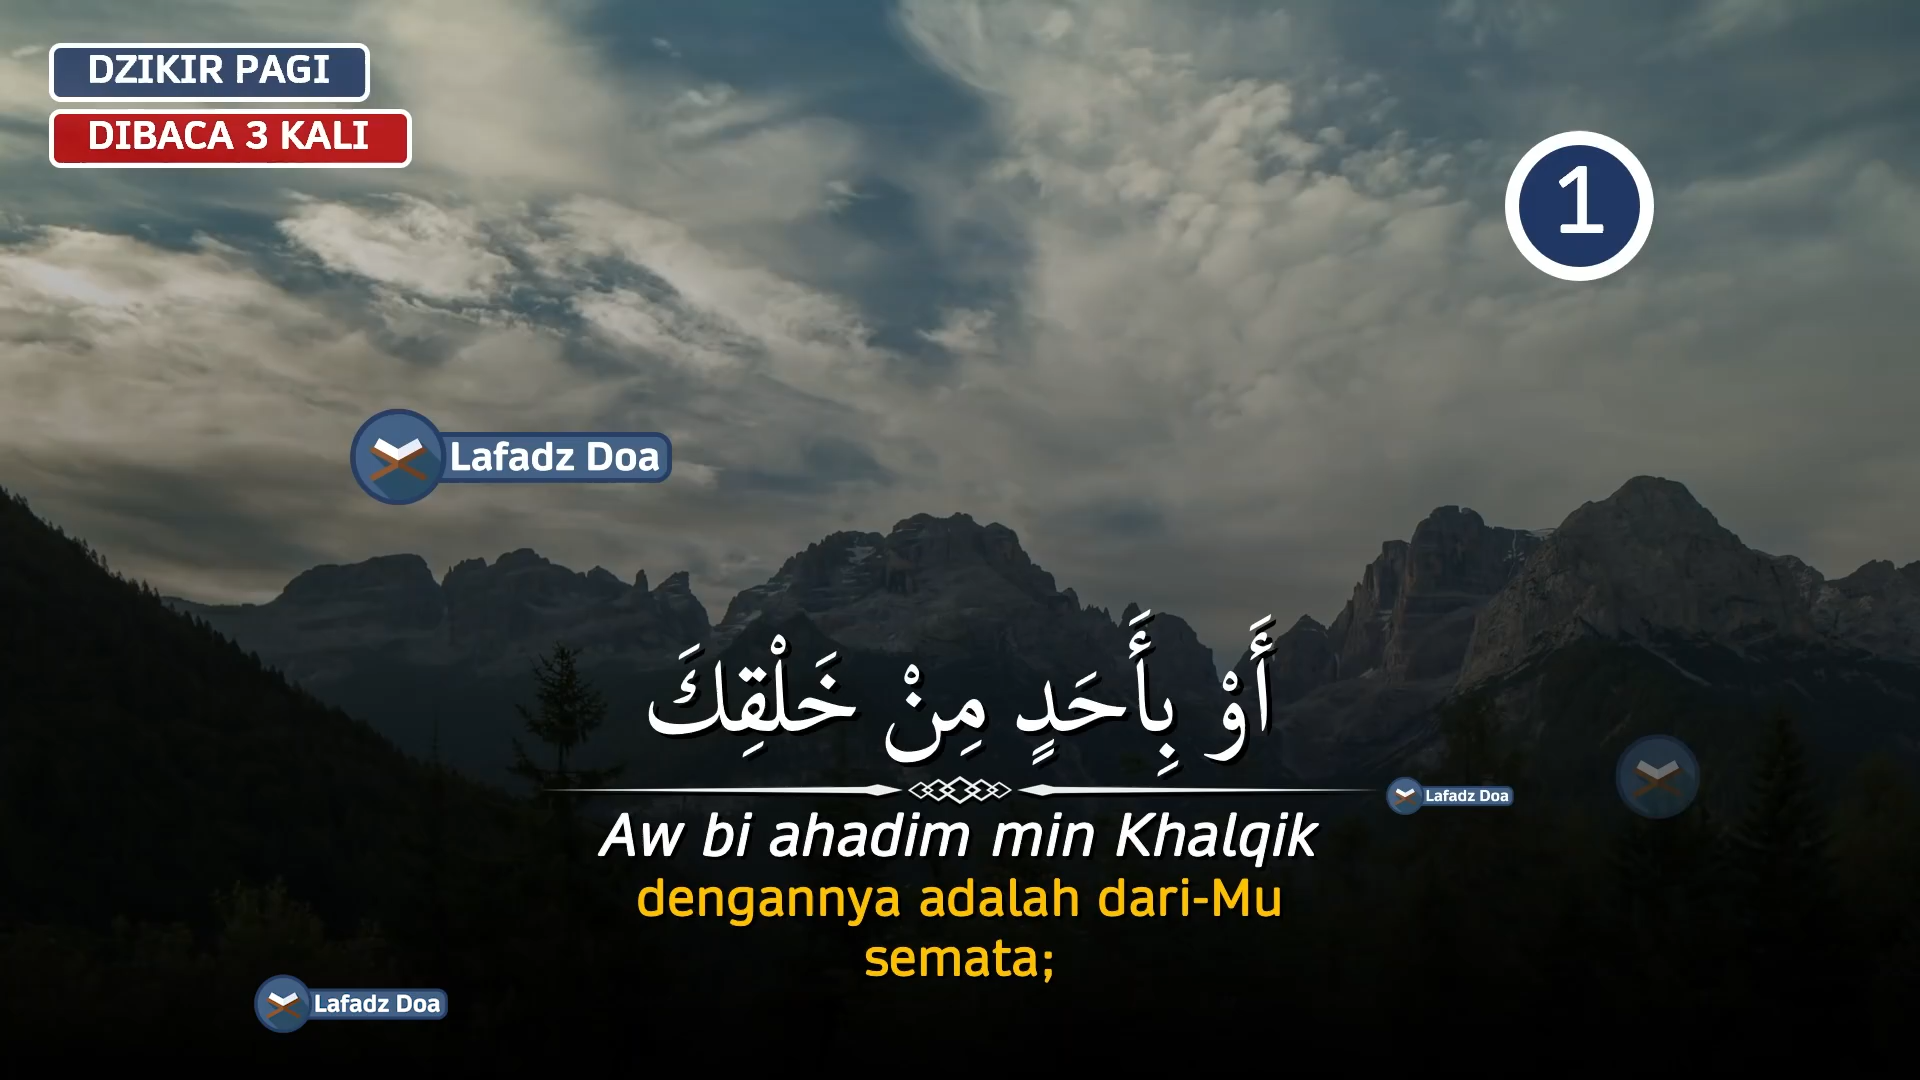 DZIKIR PAGI
DIBACA 3 KALI
1
Lafadz Doa
أَوْ بِأَحَدٍ مِنْ خَلْقِكَ
Lafadz Doa
Aw bi ahadim min Khalqik
dengannya adalah dari-Mu
semata;
Lafadz Doa